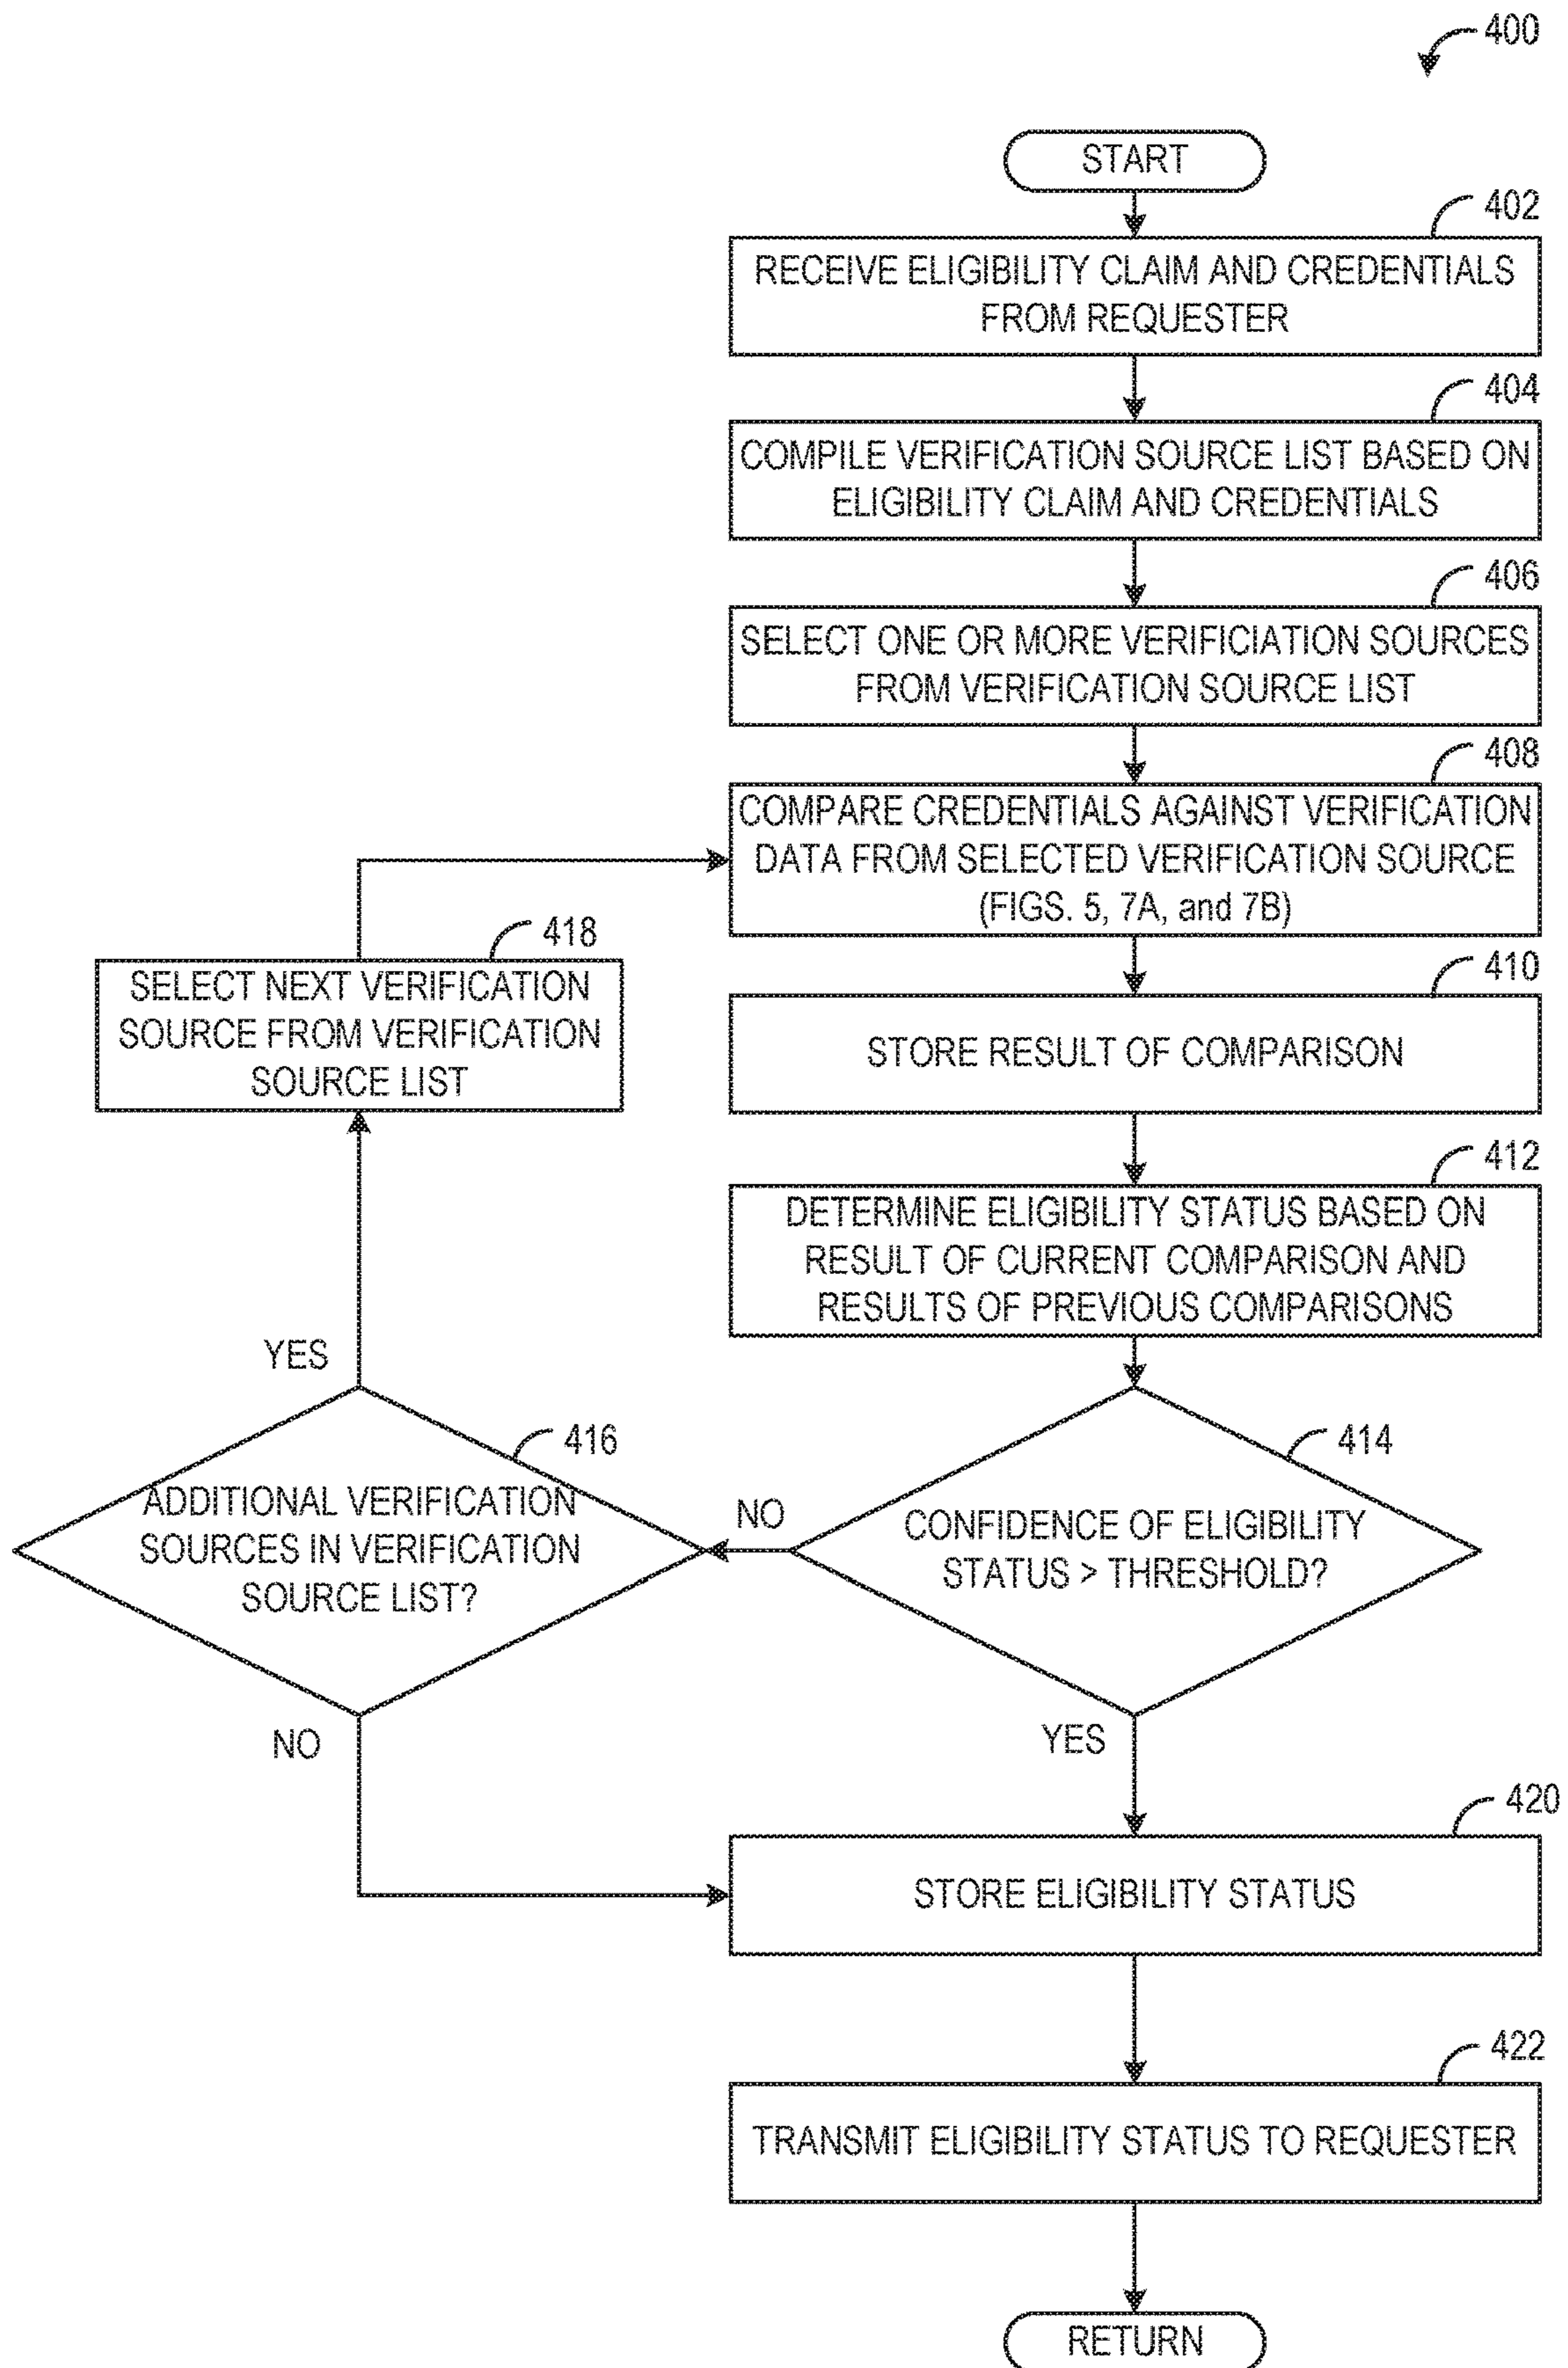 400
START
402
RECEIVE ELIGIBILITY CLAIM AND CREDENTIALS
FROM REQUESTER
404
COMPILE VERIFICATION SOURCE LIST BASED ON
ELIGIBILITY CLAIM AND CREDENTIALS
406
SELECT ONE OR MORE VERIFICIATION SOURCES
FROM VERIFICATION SOURCE LIST
408
COMPARE CREDENTIALS AGAINST VERIFICATION
DATA FROM SELECTED VERIFICATION SOURCE
(FIGS. 5, 7A, and 7B)
418
SELECT NEXT VERIFICATION
SOURCE FROM VERIFICATION
SOURCE LIST
410
STORE RESULT OF COMPARISON
412
DETERMINE ELIGIBILITY STATUS BASED ON
RESULT OF CURRENT COMPARISON AND
RESULTS OF PREVIOUS COMPARISONS
YES
416
ADDITIONAL VERIFICATION
SOURCES IN VERIFICATION
SOURCE LIST?
NO
414
CONFIDENCE OF ELIGIBILITY
STATUS > THRESHOLD?
NO
YES
420
STORE ELIGIBILITY STATUS
422
TRANSMIT ELIGIBILITY STATUS TO REQUESTER
RETURN